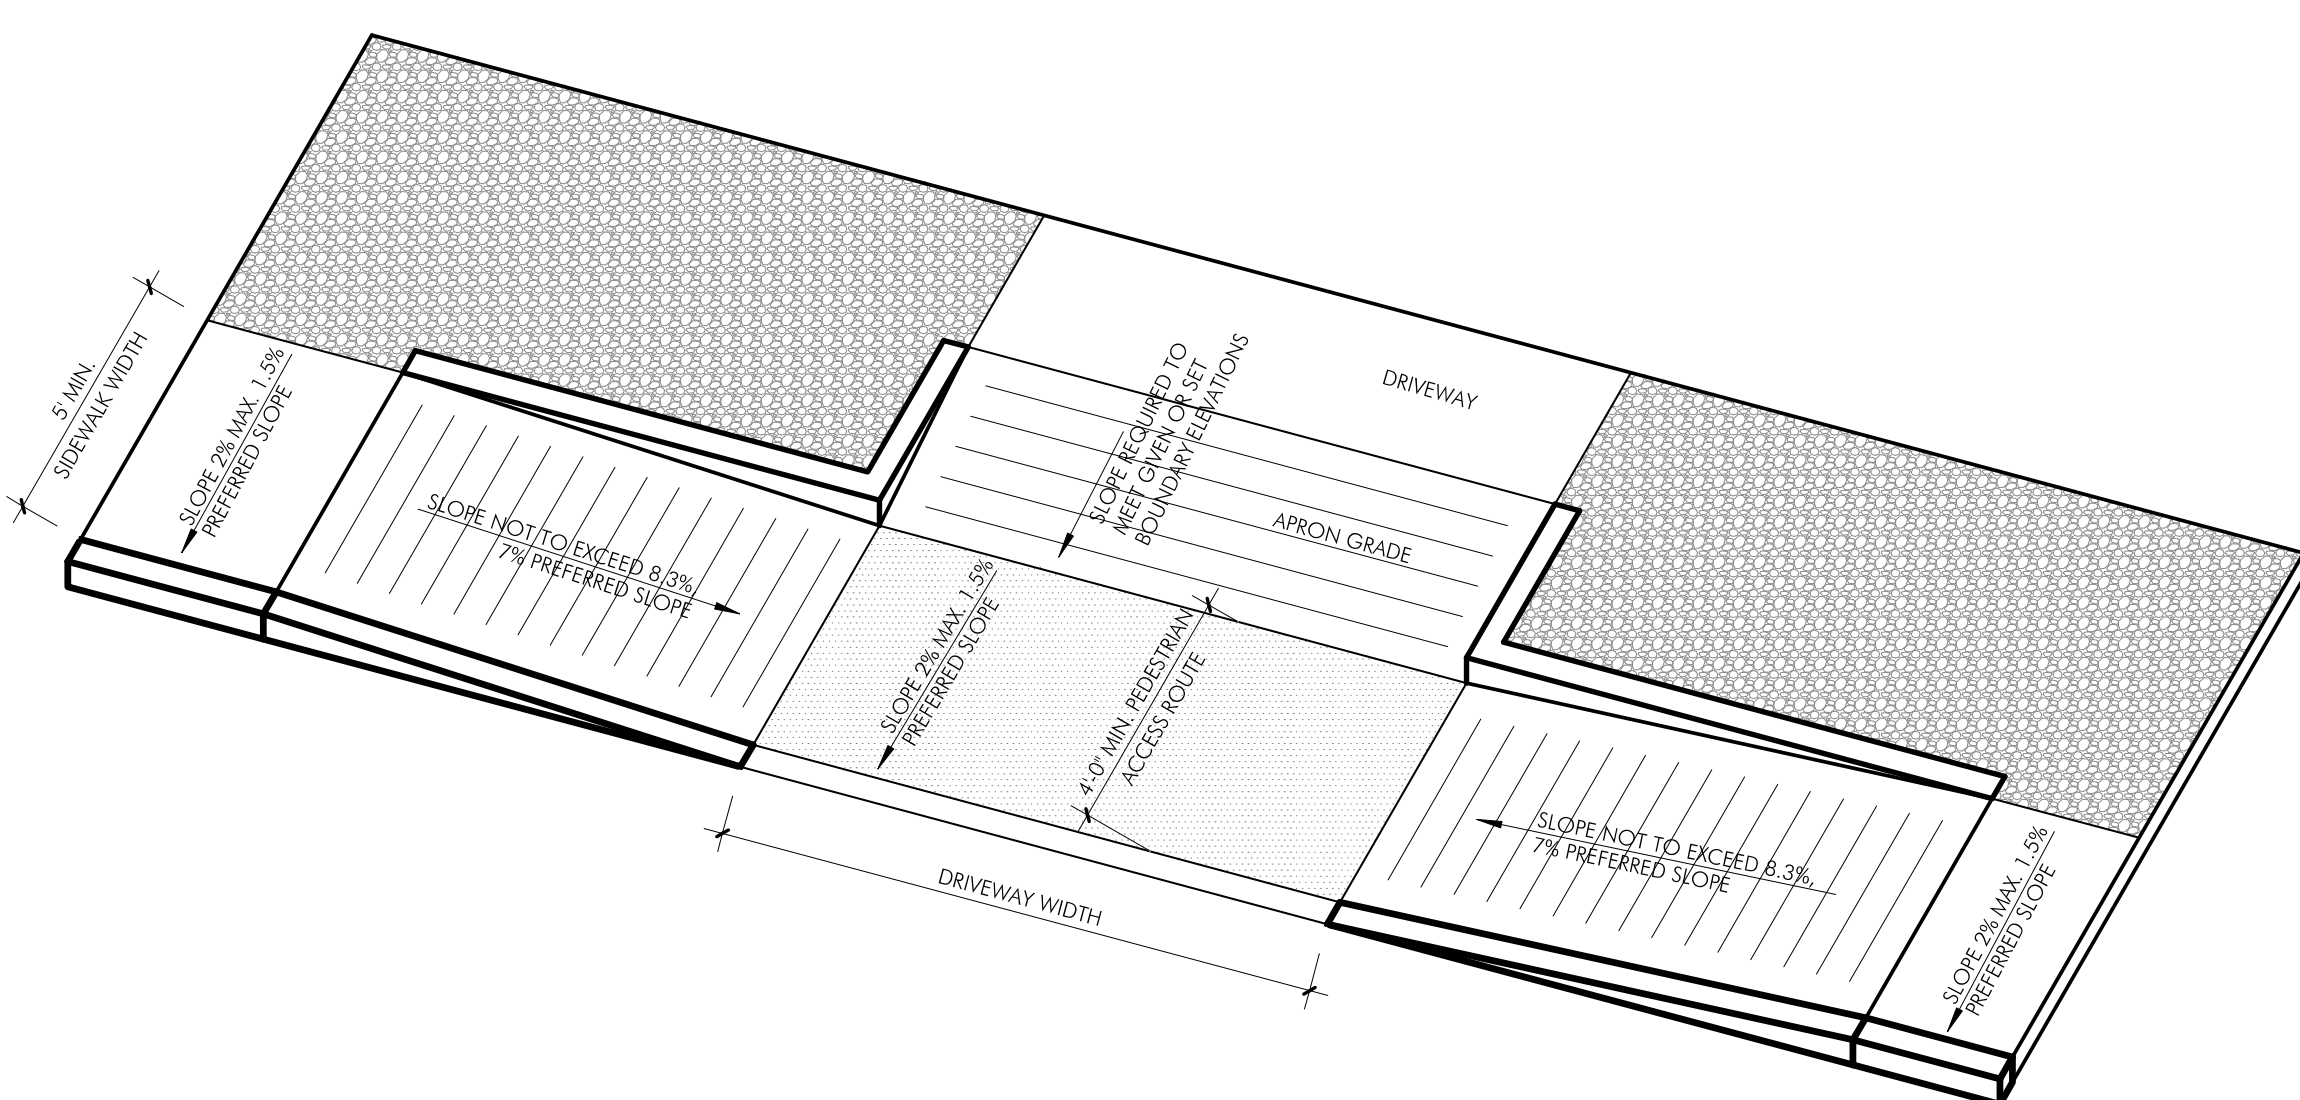 5' MIN.
SIDEWALK WIDTH
SLOPE 2% MAX. 1.5%
PREFERRED SLOPE
SLOPE NOT TO EXCEED 8.3%
7% PREFERRED SLOPE
SLOPE REQUIRED TO
MEET GIVEN OR SET
BOUNDARY ELEVATIONS
DRIVEWAY
APRON GRADE
SLOPE 2% MAX. 1.5%
PREFERRED SLOPE
4'-0" MIN. PEDESTRIAN
ACCESS ROUTE
DRIVEWAY WIDTH
SLOPE NOT TO EXCEED 8.3%,
7% PREFERRED SLOPE
SLOPE 2% MAX. 1.5%
PREFERRED SLOPE